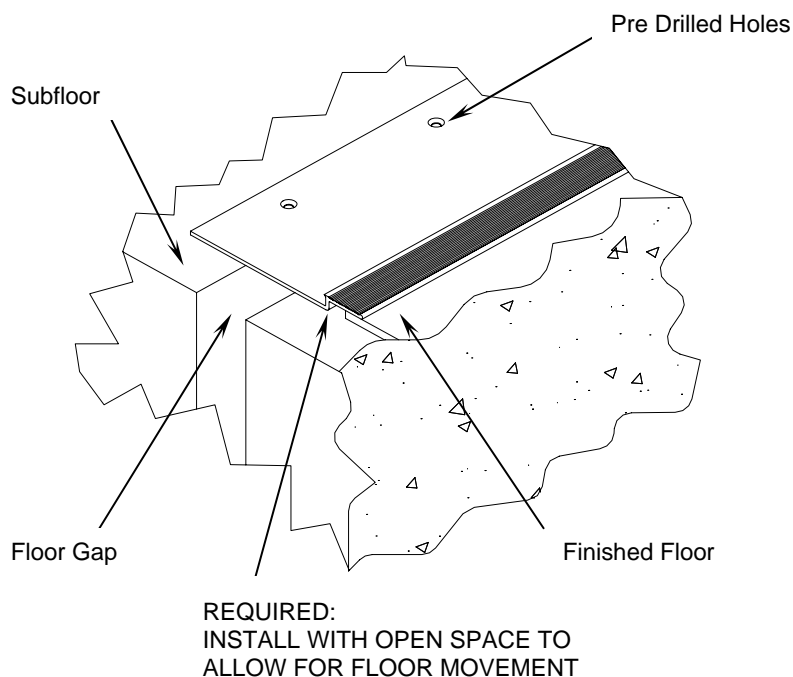 Pre Drilled Holes
Subfloor
Floor Gap
Finished Floor
REQUIRED:
INSTALL WITH OPEN SPACE TO
ALLOW FOR FLOOR MOVEMENT